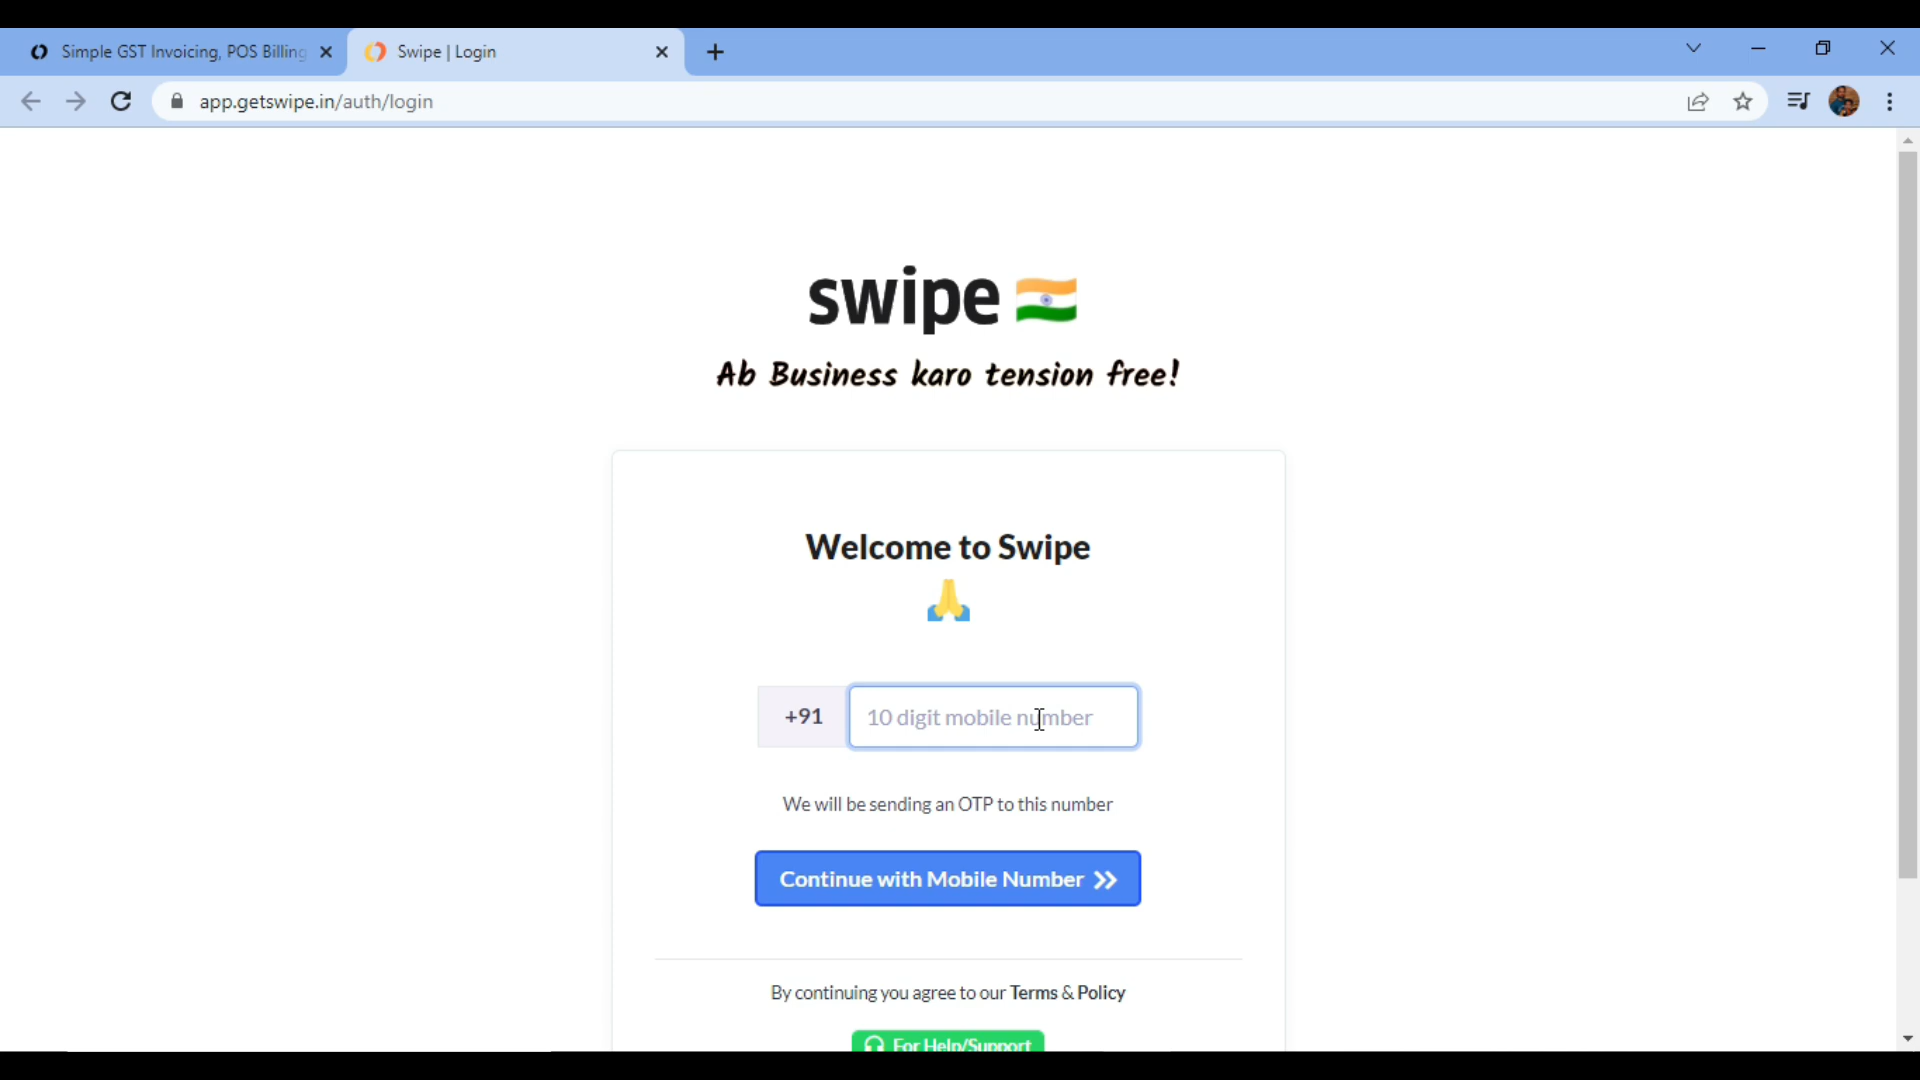 Simple GST Invoicing, POS Billing
Swipe | Login
app.getswipe.in/auth/login
swipe
Ab Business karo tension free!
Welcome to Swipe
+91
10 digit mobile number
We will be sending an OTP to this number
Continue with Mobile Number
By continuing you agree to our Terms & Policy
For Help/Support